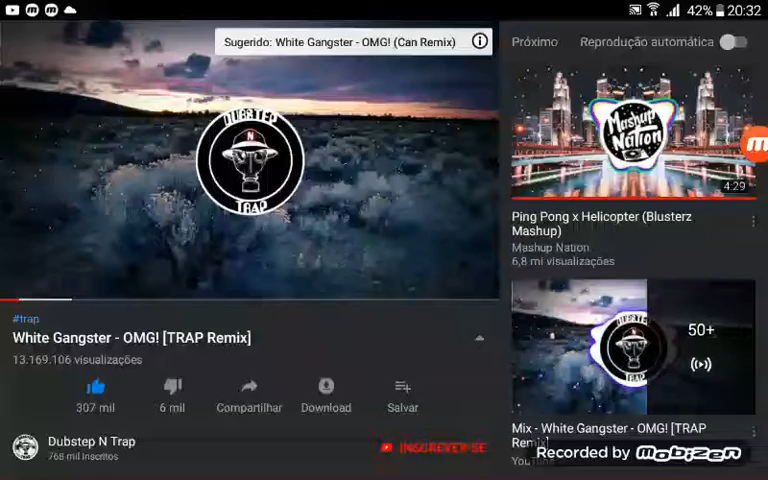 42% 20:32
Sugerido: White Gangster - OMG! (Can Remix)
DUBSTEP
N
TRAP
#trap
White Gangster - OMG! [TRAP Remix]
13.169.106 visualizações
307 mil
6 mil
Compartilhar
Download
Salvar
Dubstep N Trap
768 mil inscritos
INSCREVER-SE
Próximo
Reprodução automática
Mashup
Nation
4:29
Ping Pong x Helicopter (Blusterz
Mashup)
Mashup Nation
6,8 mi visualizações
DUBSTEP
TRAP
50+
Mix - White Gangster - OMG! [TRAP
Remix]
YouTube
Recorded by Mobizen